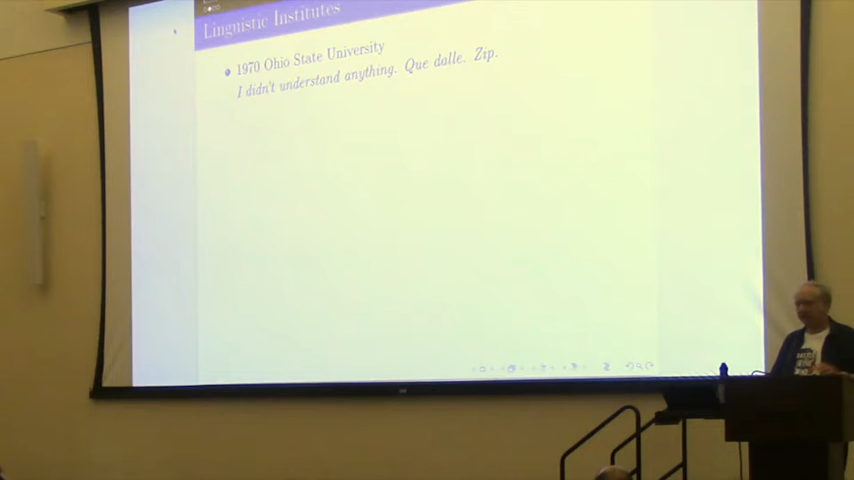 Linguistic Institutes
1970 Ohio State University
I didn't understand anything. Que dalle. Zip.